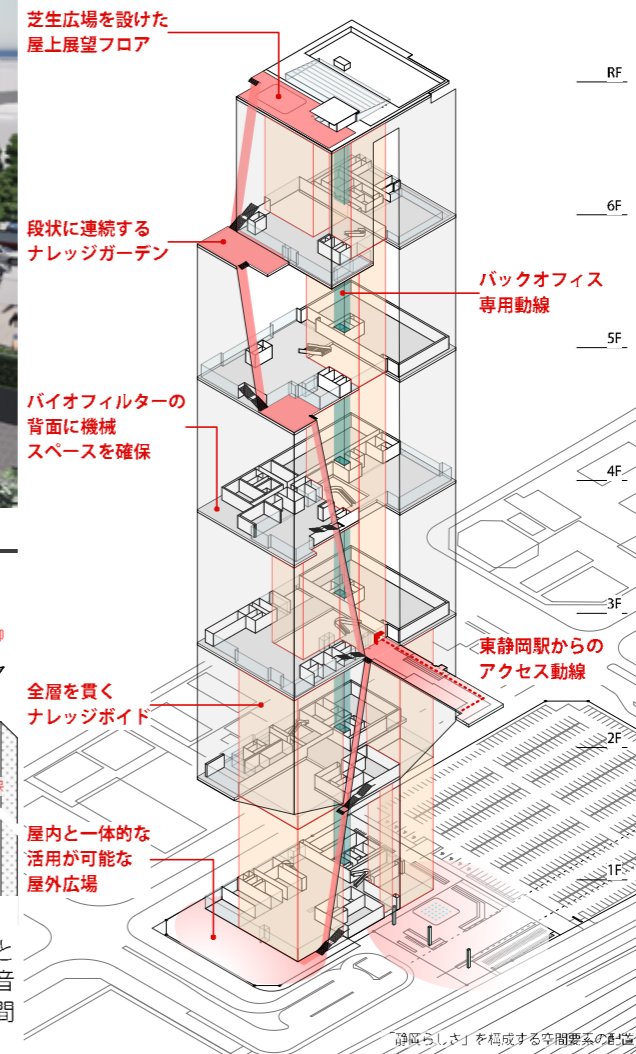 芝生広場を設けた
屋上展望フロア
RF
6F
段状に連続する
ナレッジガーデン
バックオフィス
専用動線
5F
バイオフィルターの
背面に機械
スペースを確保
4F
3F
東静岡駅からの
アクセス動線
全層を貫く
ナレッジボイド
2F
屋内と一体的な
活用が可能な
屋外広場
1F
と
音
間
「静岡らしさ」を構成する空間要素の配置